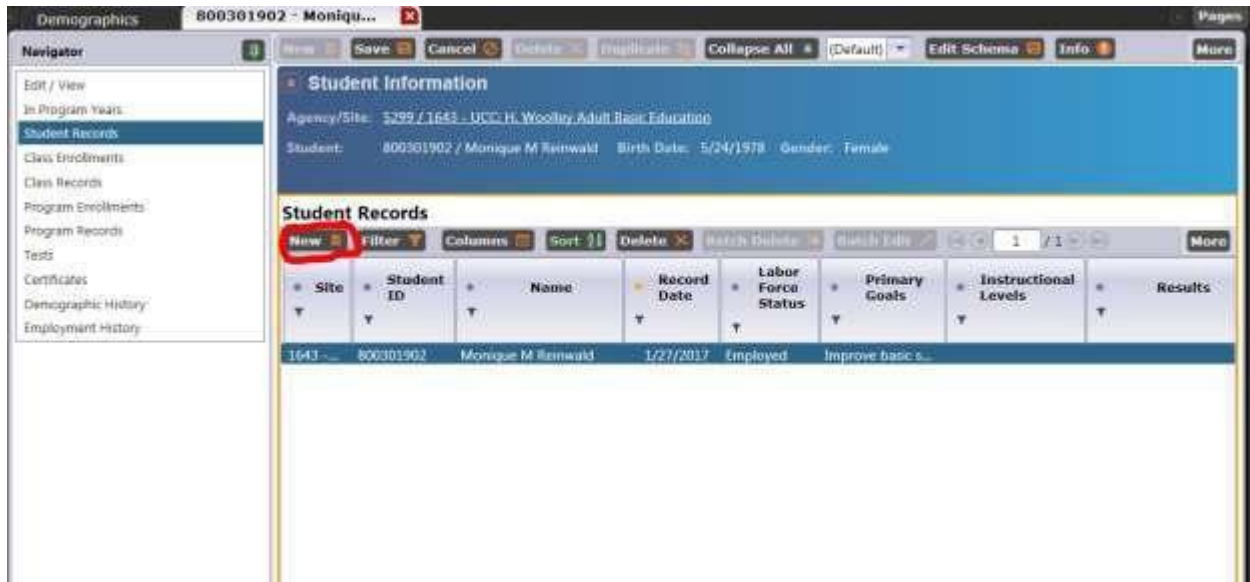 Demographics 800301902 - Moniqu... Pages
Navigator
New Save Cancel Delete Duplicate Collapse All (Default) Edit Schema Info More
Edit / View
In Program Years
Student Records
Class Enrollments
Class Records
Program Enrollments
Program Records
Tests
Certificates
Demographic History
Employment History
Student Information
Agency/Site: 5299 / 1643 - UCC: H. Woolley Adult Basic Education
Student: 800301902 / Monique M Reinwald Birth Date: 5/24/1978 Gender: Female
Student Records
New Filter Columns Sort Delete Batch Delete Batch Edit 1 / 1 More
Site Student ID Name Record Date Labor Force Status Primary Goals Instructional Levels Results
1643 -... 800301902 Monique M Reinwald 1/27/2017 Employed Improve basic s...